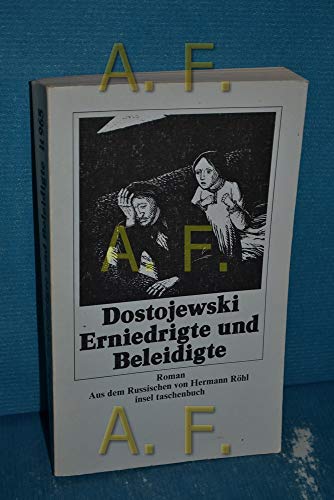 A. F.
A. F.
Dostojewski
Erniedrigte und
Beleidigte
Roman
Aus dem Russischen von Hermann Röhl
insel taschenbuch
A. F.